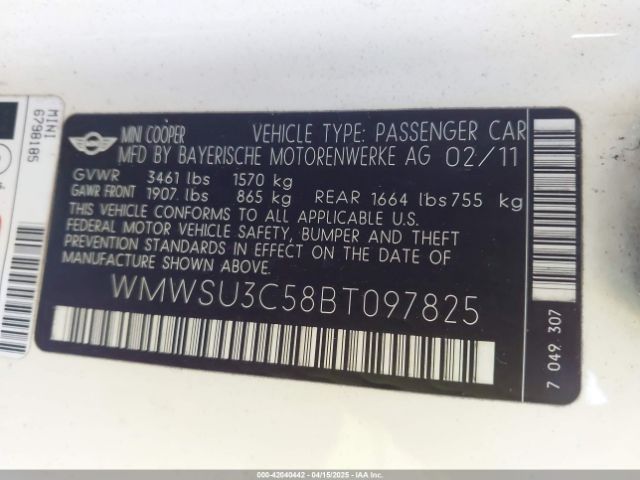 MINI COOPER VEHICLE TYPE: PASSENGER CAR
MFD BY BAYERISCHE MOTORENWERKE AG 02/11
GVWR 3461 lbs 1570 kg
GAWR FRONT 1907. lbs 865 kg REAR 1664 lbs 755 kg
THIS VEHICLE CONFORMS TO ALL APPLICABLE U.S.
FEDERAL MOTOR VEHICLE SAFETY, BUMPER AND THEFT
PREVENTION STANDARDS IN EFFECT ON THE DATE OF
MANUFACTURE SHOWN ABOVE.
WMWSU3C58BT097825
7 049 307
MINI
6798185
000-42040442 - 04/15/2025 - IAA Inc.